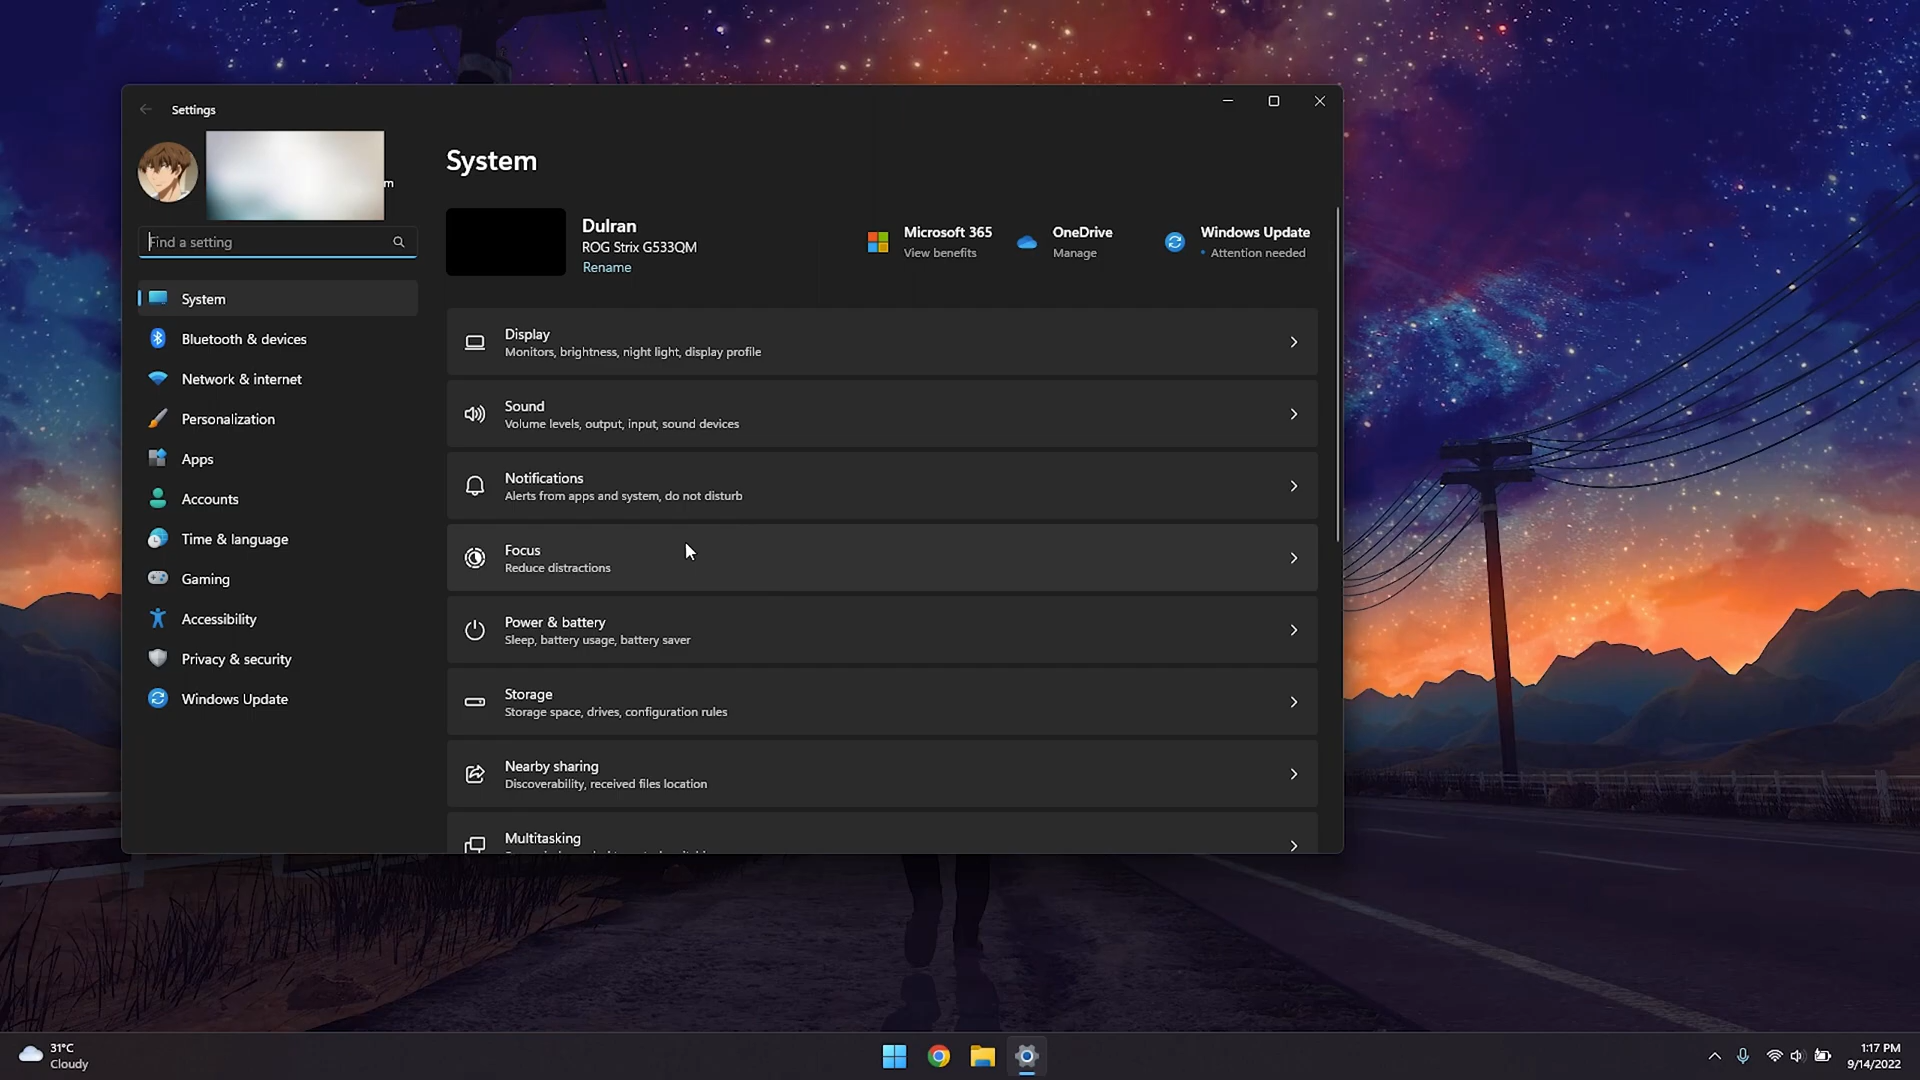 Settings
m
Find a setting
System
Bluetooth & devices
Network & internet
Personalization
Apps
Accounts
Time & language
Gaming
Accessibility
Privacy & security
Windows Update
System
Dulran
ROG Strix G533QM
Rename
Microsoft 365
View benefits
OneDrive
Manage
Windows Update
• Attention needed
Display
Monitors, brightness, night light, display profile
Sound
Volume levels, output, input, sound devices
Notifications
Alerts from apps and system, do not disturb
Focus
Reduce distractions
Power & battery
Sleep, battery usage, battery saver
Storage
Storage space, drives, configuration rules
Nearby sharing
Discoverability, received files location
Multitasking
31°C
Cloudy
1:17 PM
9/14/2022